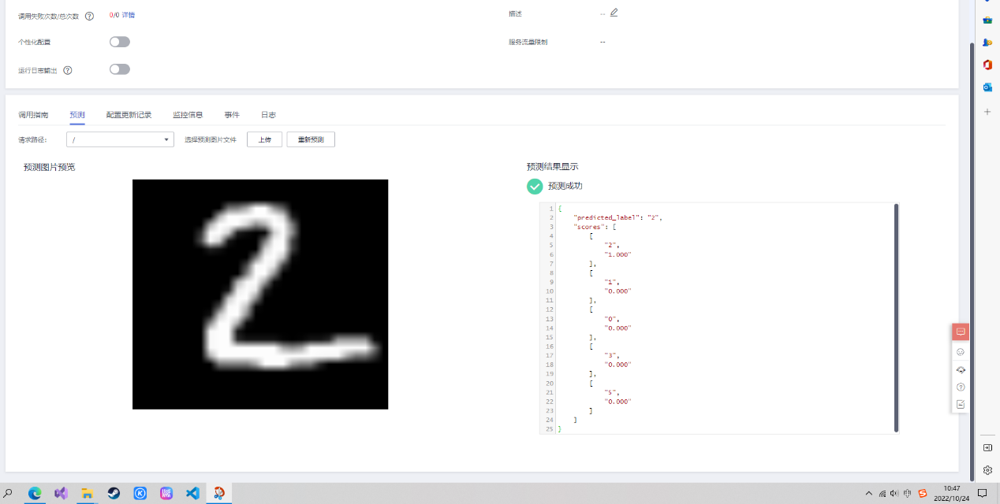 调用失败次数/总次数 0/0 详情
描述 --
个性化配置
服务流量限制 --
运行日志输出
调用指南 预测 配置更新记录 监控信息 事件 日志
请求路径: / 选择预测图片文件 上传 重新预测
预测图片预览
预测结果显示
预测成功
2
1 {
2 "predicted_label": "2",
3 "scores": [
4 [
5 "2",
6 "1.000"
7 ],
8 [
9 "1",
10 "0.000"
11 ],
12 [
13 "0",
14 "0.000"
15 ],
16 [
17 "3",
18 "0.000"
19 ],
20 [
21 "5",
22 "0.000"
23 ]
24 ]
25 }
中
10:47
2022/10/24